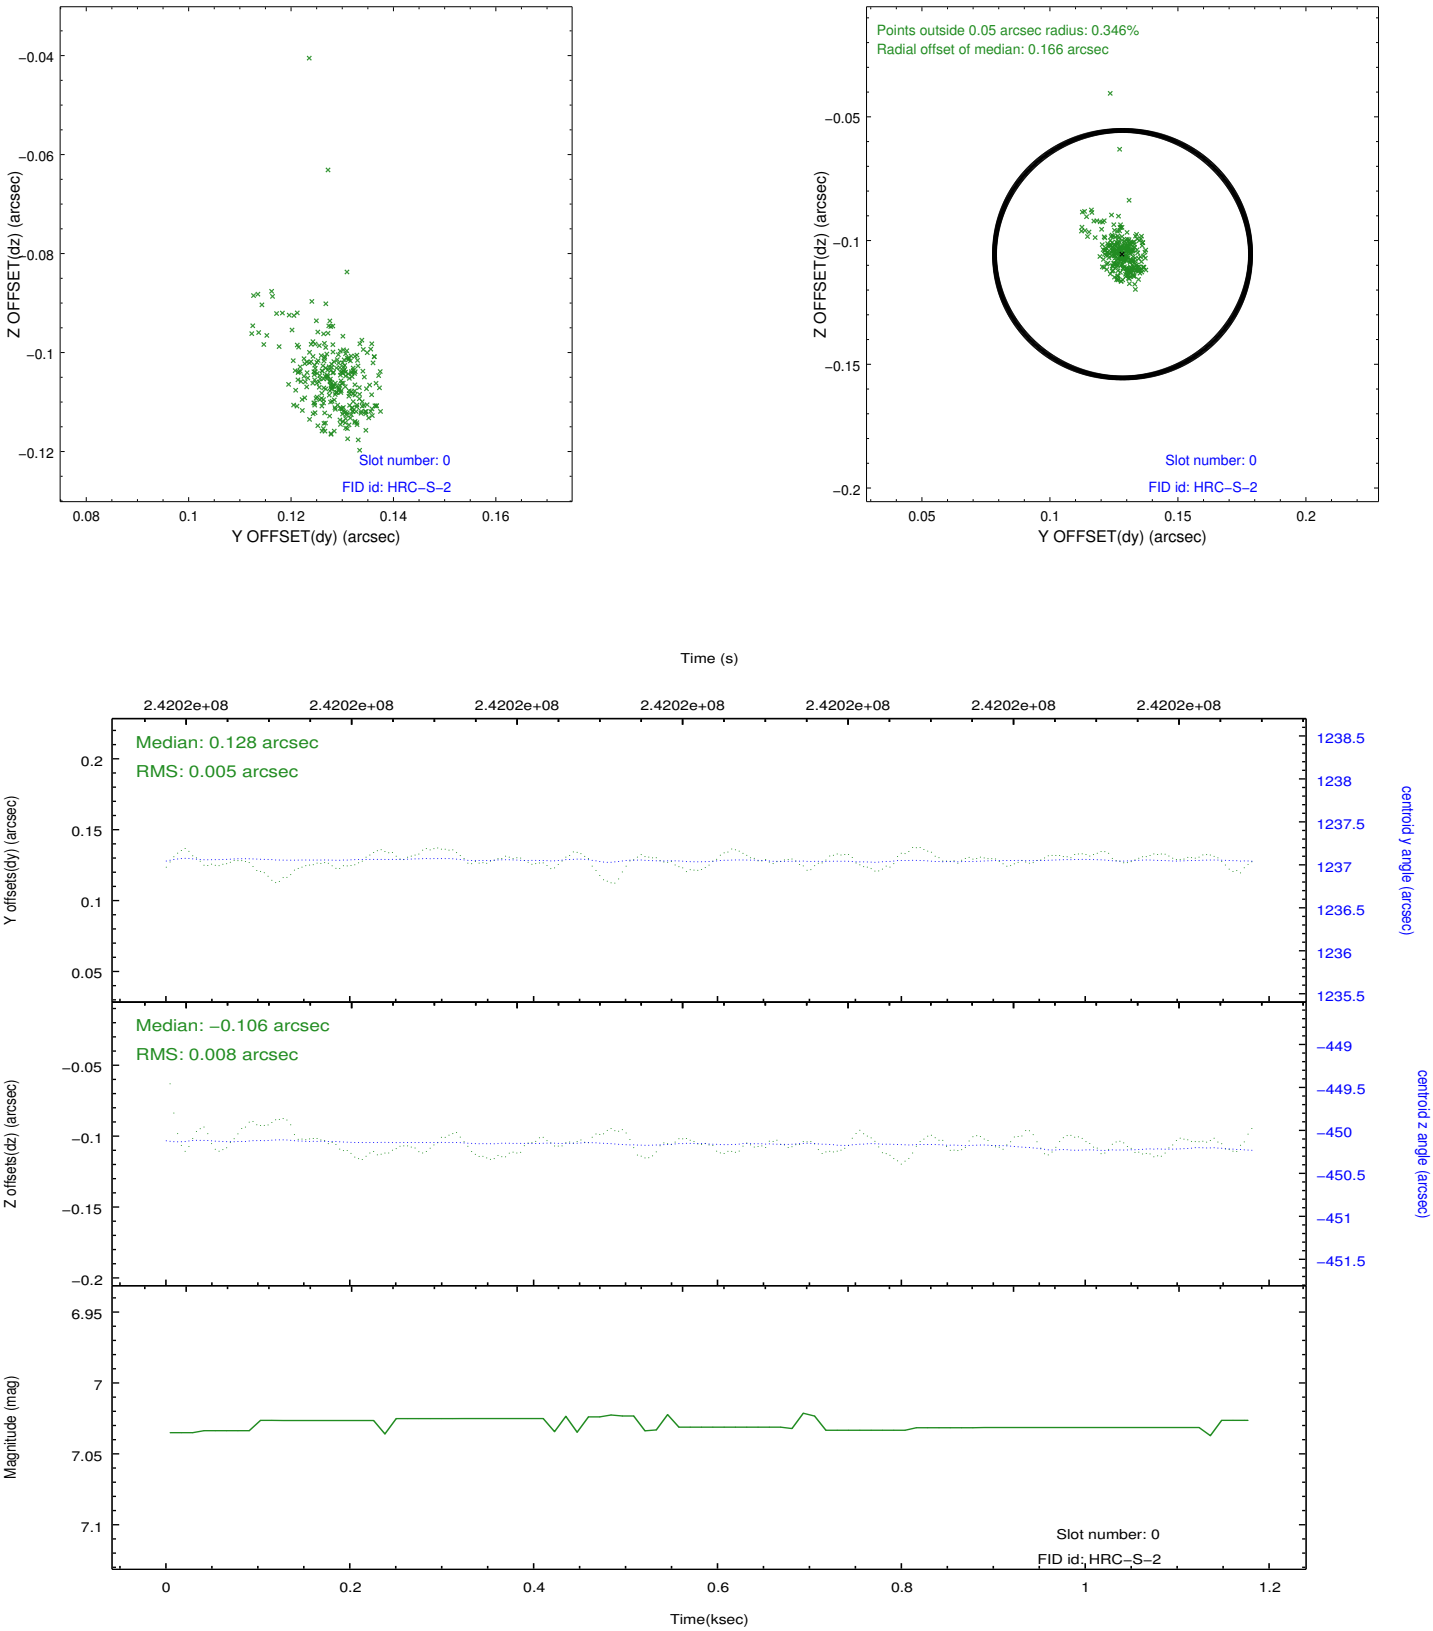 −0.04
−0.06
−0.08
−0.1
−0.12
Z OFFSET(dz) (arcsec)
Slot number: 0
FID id: HRC−S−2
0.08
0.1
0.12
0.14
0.16
Y OFFSET(dy) (arcsec)
Points outside 0.05 arcsec radius: 0.346%
Radial offset of median: 0.166 arcsec
−0.05
−0.1
−0.15
−0.2
Z OFFSET(dz) (arcsec)
Slot number: 0
FID id: HRC−S−2
0.05
0.1
0.15
0.2
Y OFFSET(dy) (arcsec)
Time (s)
2.4202e+08
2.4202e+08
2.4202e+08
2.4202e+08
2.4202e+08
2.4202e+08
2.4202e+08
Median: 0.128 arcsec
RMS: 0.005 arcsec
0.2
0.15
0.1
0.05
Y offsets(dy) (arcsec)
1238.5
1238
1237.5
1237
1236.5
1236
1235.5
centroid y angle (arcsec)
Median: −0.106 arcsec
RMS: 0.008 arcsec
−0.05
−0.1
−0.15
−0.2
Z offsets(dz) (arcsec)
−449
−449.5
−450
−450.5
−451
−451.5
centroid z angle (arcsec)
6.95
7
7.05
7.1
Magnitude (mag)
Slot number: 0
FID id: HRC−S−2
0
0.2
0.4
0.6
0.8
1
1.2
Time(ksec)